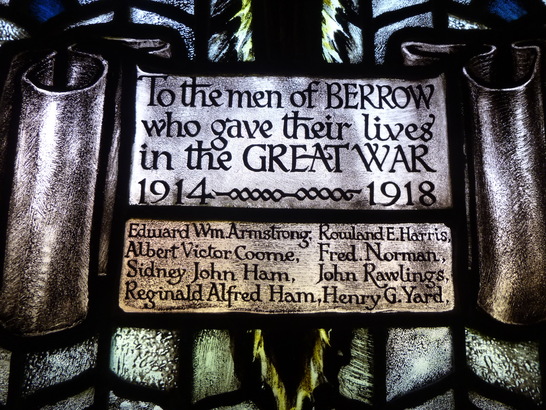 To the men of BERROW
who gave their lives
in the GREAT WAR
1914 1918
Edward Wm. Armstrong, Rowland E. Harris,
Albert Victor Coome, Fred. Norman,
Sidney John Ham, John Rawlings,
Reginald Alfred Ham, Henry G. Yard.